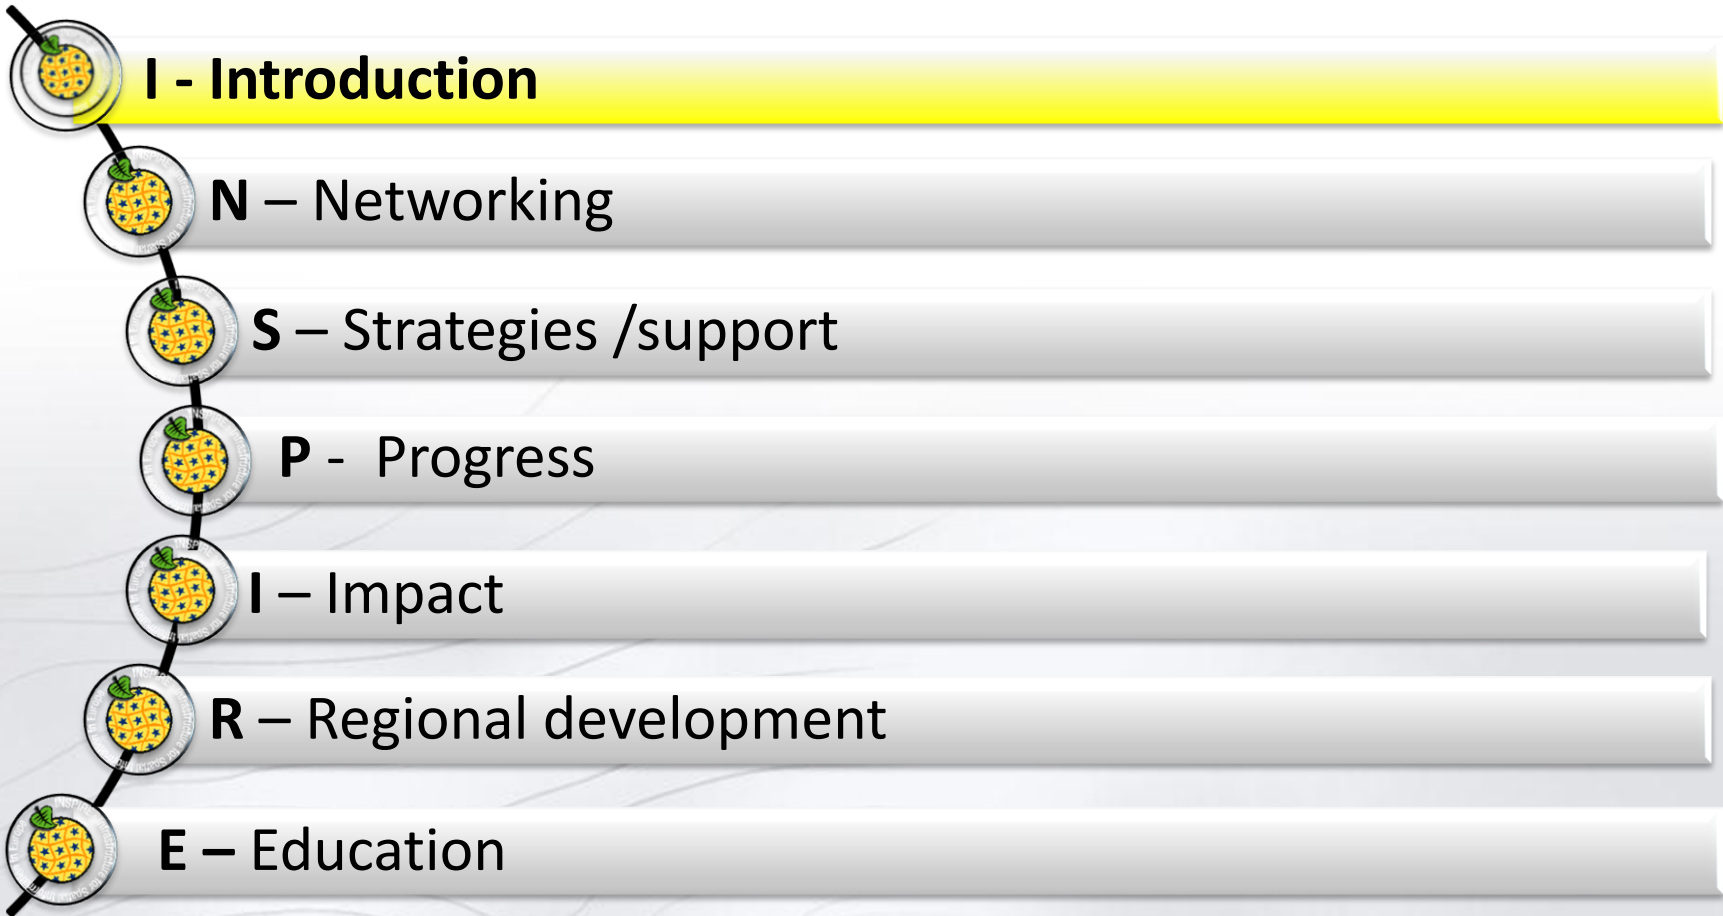 I - Introduction
N – Networking
S – Strategies /support
P - Progress
I – Impact
R – Regional development
E – Education